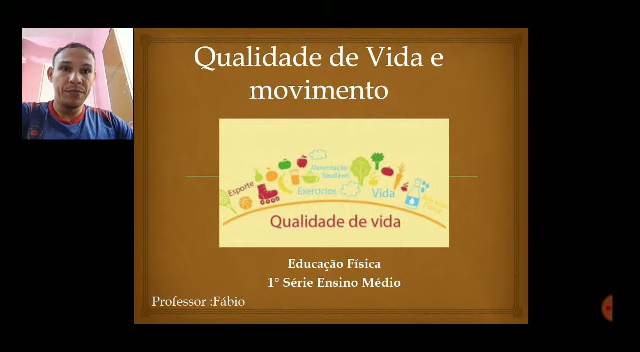 Qualidade de Vida e
movimento
Alimentação
Saudável
Esporte
Exercícios
Vida
Qualidade de vida
Educação Física
1° Série Ensino Médio
Professor :Fábio